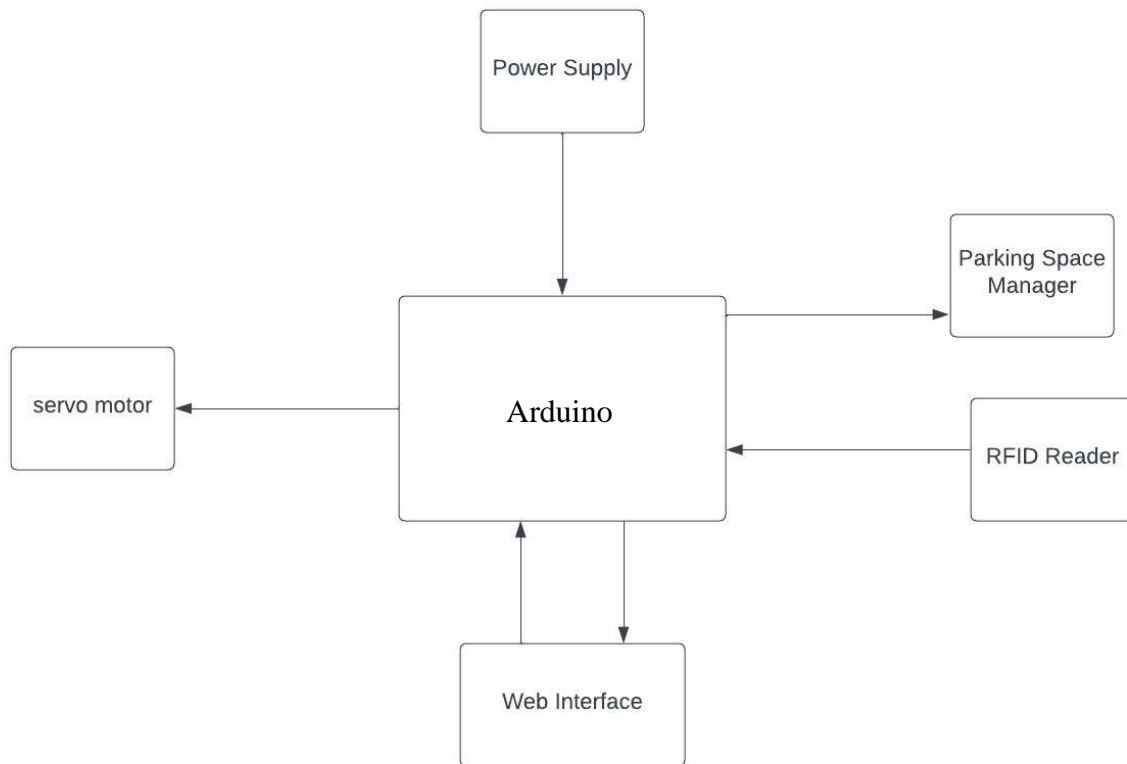 Power Supply
Parking Space
Manager
servo motor
Arduino
RFID Reader
Web Interface